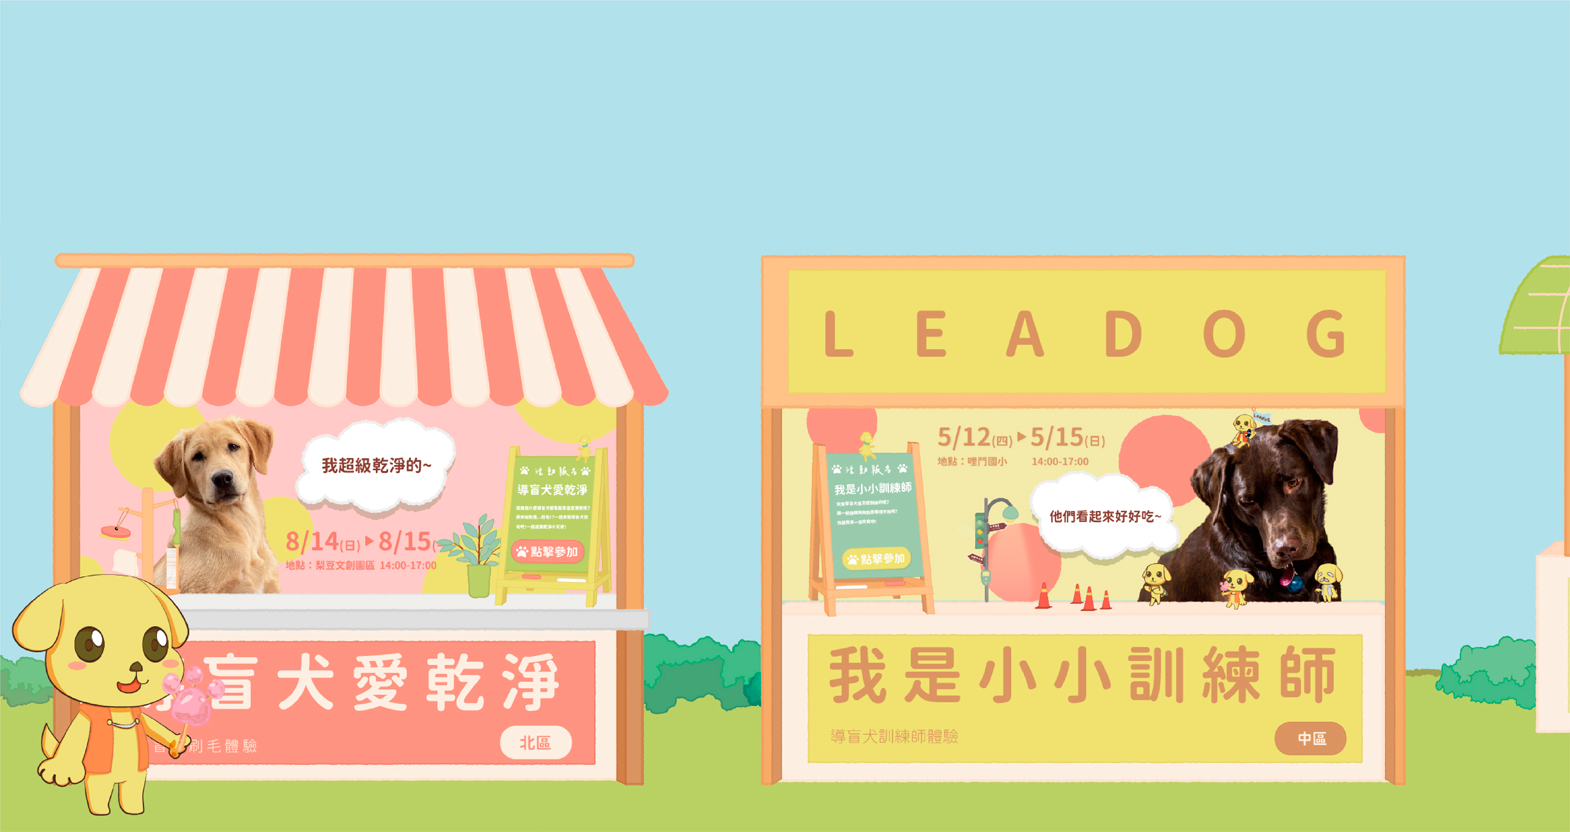 我超級乾淨的~
8/14(日)▶8/15(
地點：梨豆文創園區 14:00-17:00
活動報告
導盲犬愛乾淨
點擊參加
盲犬愛乾淨
刷毛體驗
北區
LEADOG
5/12(四)▶5/15(日)
地點：哩鬥國小 14:00-17:00
他們看起來好好吃~
活動報告
我是小小訓練師
點擊參加
我是小小訓練師
導盲犬訓練師體驗
中區